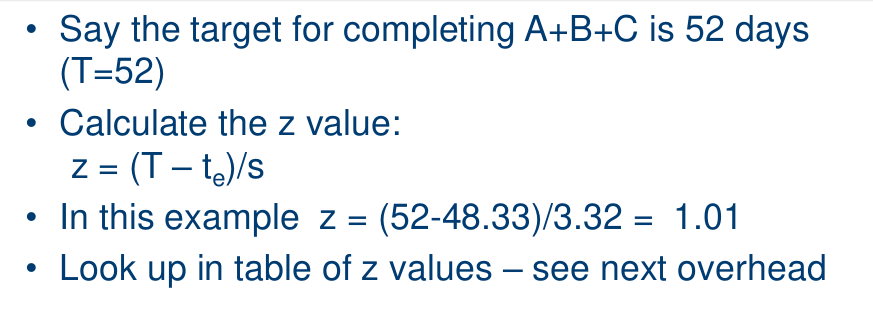 • Say the target for completing A+B+C is 52 days
(T=52)
• Calculate the z value:
z = (T – te)/s
• In this example z = (52-48.33)/3.32 = 1.01
• Look up in table of z values – see next overhead